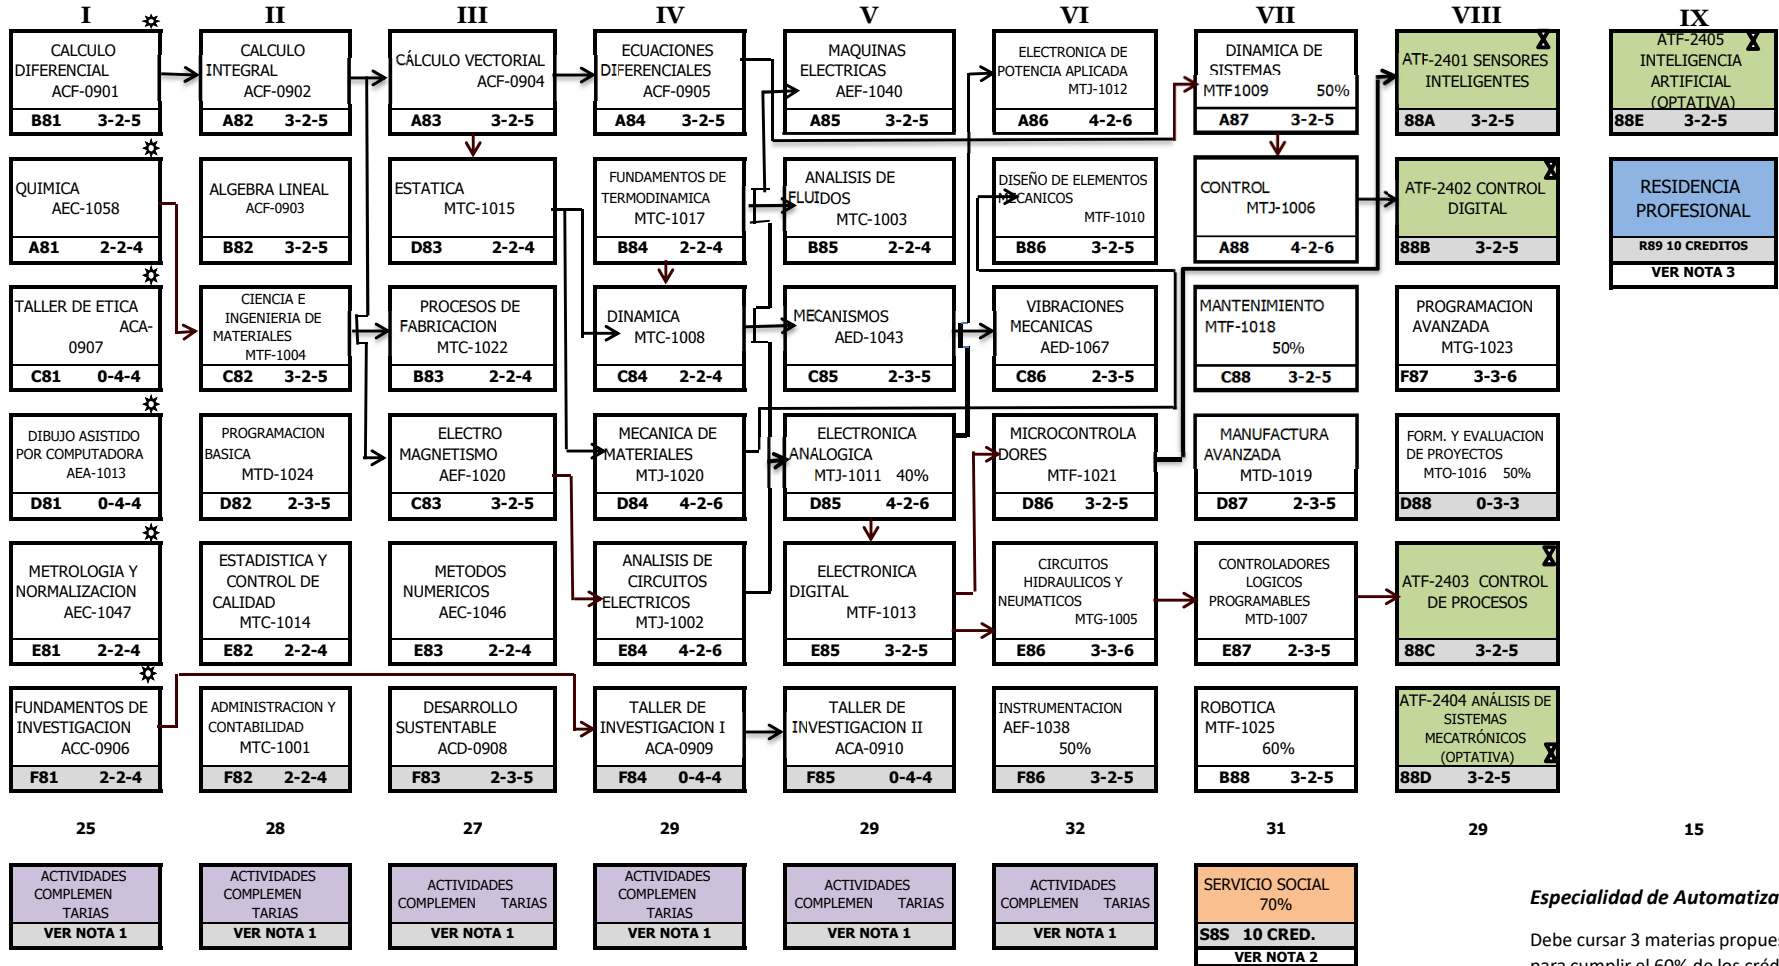 I II III IV V VI VII VIII IX
CALCULO
DIFERENCIAL
ACF-0901
B81 3-2-5
CALCULO
INTEGRAL
ACF-0902
A82 3-2-5
CÁLCULO VECTORIAL
ACF-0904
A83 3-2-5
ECUACIONES
DIFERENCIALES
ACF-0905
A84 3-2-5
MAQUINAS
ELECTRICAS
AEF-1040
A85 3-2-5
ELECTRONICA DE
POTENCIA APLICADA
MTJ-1012
A86 4-2-6
DINAMICA DE
SISTEMAS
MTF1009 50%
A87 3-2-5
ATF-2401 SENSORES
INTELIGENTES
88A 3-2-5
ATF-2405
INTELIGENCIA
ARTIFICIAL
(OPTATIVA)
88E 3-2-5
QUIMICA
AEC-1058
A81 2-2-4
ALGEBRA LINEAL
ACF-0903
B82 3-2-5
ESTATICA
MTC-1015
D83 2-2-4
FUNDAMENTOS DE
TERMODINAMICA
MTC-1017
B84 2-2-4
ANALISIS DE
FLUIDOS
MTC-1003
B85 2-2-4
DISEÑO DE ELEMENTOS
MECANICOS
MTF-1010
B86 3-2-5
CONTROL
MTJ-1006
A88 4-2-6
ATF-2402 CONTROL
DIGITAL
88B 3-2-5
RESIDENCIA
PROFESIONAL
R89 10 CREDITOS
VER NOTA 3
TALLER DE ETICA
ACA-
0907
C81 0-4-4
CIENCIA E
INGENIERIA DE
MATERIALES
MTF-1004
C82 3-2-5
PROCESOS DE
FABRICACION
MTC-1022
B83 2-2-4
DINAMICA
MTC-1008
C84 2-2-4
MECANISMOS
AED-1043
C85 2-3-5
VIBRACIONES
MECANICAS
AED-1067
C86 2-3-5
MANTENIMIENTO
MTF-1018
50%
C88 3-2-5
PROGRAMACION
AVANZADA
MTG-1023
F87 3-3-6
DIBUJO ASISTIDO
POR COMPUTADORA
AEA-1013
D81 0-4-4
PROGRAMACION
BASICA
MTD-1024
D82 2-3-5
ELECTRO
MAGNETISMO
AEF-1020
C83 3-2-5
MECANICA DE
MATERIALES
MTJ-1020
D84 4-2-6
ELECTRONICA
ANALOGICA
MTJ-1011 40%
D85 4-2-6
MICROCONTROLA
DORES
MTF-1021
D86 3-2-5
MANUFACTURA
AVANZADA
MTD-1019
D87 2-3-5
FORM. Y EVALUACION
DE PROYECTOS
MTO-1016 50%
D88 0-3-3
METROLOGIA Y
NORMALIZACION
AEC-1047
E81 2-2-4
ESTADISTICA Y
CONTROL DE
CALIDAD
MTC-1014
E82 2-2-4
METODOS
NUMERICOS
AEC-1046
E83 2-2-4
ANALISIS DE
CIRCUITOS
ELECTRICOS
MTJ-1002
E84 4-2-6
ELECTRONICA
DIGITAL
MTF-1013
E85 3-2-5
CIRCUITOS
HIDRAULICOS Y
NEUMATICOS
MTG-1005
E86 3-3-6
CONTROLADORES
LOGICOS
PROGRAMABLES
MTD-1007
E87 2-3-5
ATF-2403 CONTROL
DE PROCESOS
88C 3-2-5
FUNDAMENTOS DE
INVESTIGACION
ACC-0906
F81 2-2-4
ADMINISTRACION Y
CONTABILIDAD
MTC-1001
F82 2-2-4
DESARROLLO
SUSTENTABLE
ACD-0908
F83 2-3-5
TALLER DE
INVESTIGACION I
ACA-0909
F84 0-4-4
TALLER DE
INVESTIGACION II
ACA-0910
F85 0-4-4
INSTRUMENTACION
AEF-1038
50%
F86 3-2-5
ROBOTICA
MTF-1025
60%
B88 3-2-5
ATF-2404 ANÁLISIS DE
SISTEMAS
MECATRÓNICOS
(OPTATIVA)
88D 3-2-5
25 28 27 29 29 32 31 29 15
ACTIVIDADES
COMPLEMEN
TARIAS
VER NOTA 1
ACTIVIDADES
COMPLEMEN
TARIAS
VER NOTA 1
ACTIVIDADES
COMPLEMEN TARIAS
VER NOTA 1
ACTIVIDADES
COMPLEMEN
TARIAS
VER NOTA 1
ACTIVIDADES
COMPLEMEN TARIAS
VER NOTA 1
ACTIVIDADES
COMPLEMEN TARIAS
VER NOTA 1
SERVICIO SOCIAL
70%
S8S 10 CRED.
VER NOTA 2
Especialidad de Automatiza
Debe cursar 3 materias propues
para cumplir el 60% de los créd